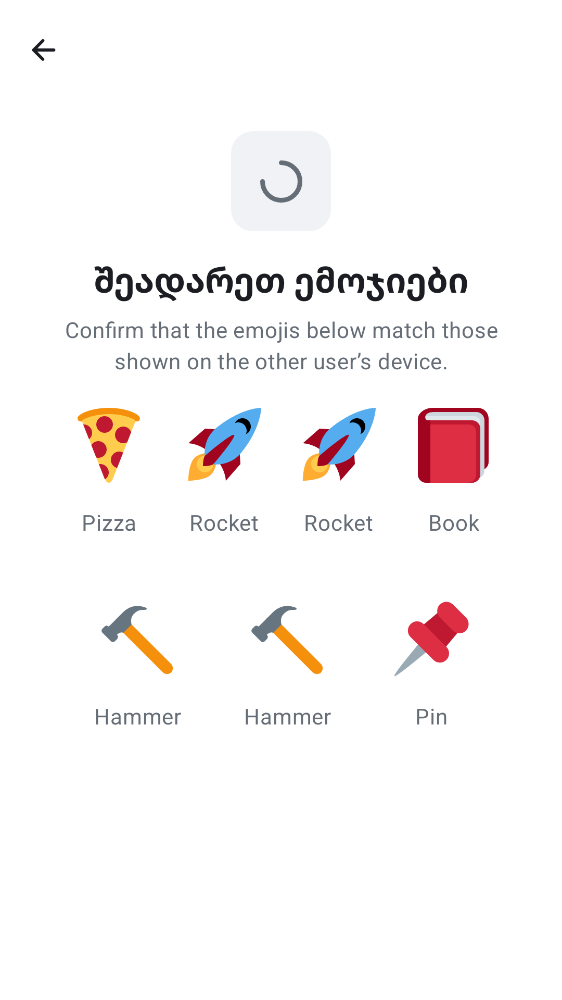 შეადარეთ ემოჯიები
Confirm that the emojis below match those
shown on the other user’s device.
Pizza Rocket Rocket Book
Hammer Hammer Pin